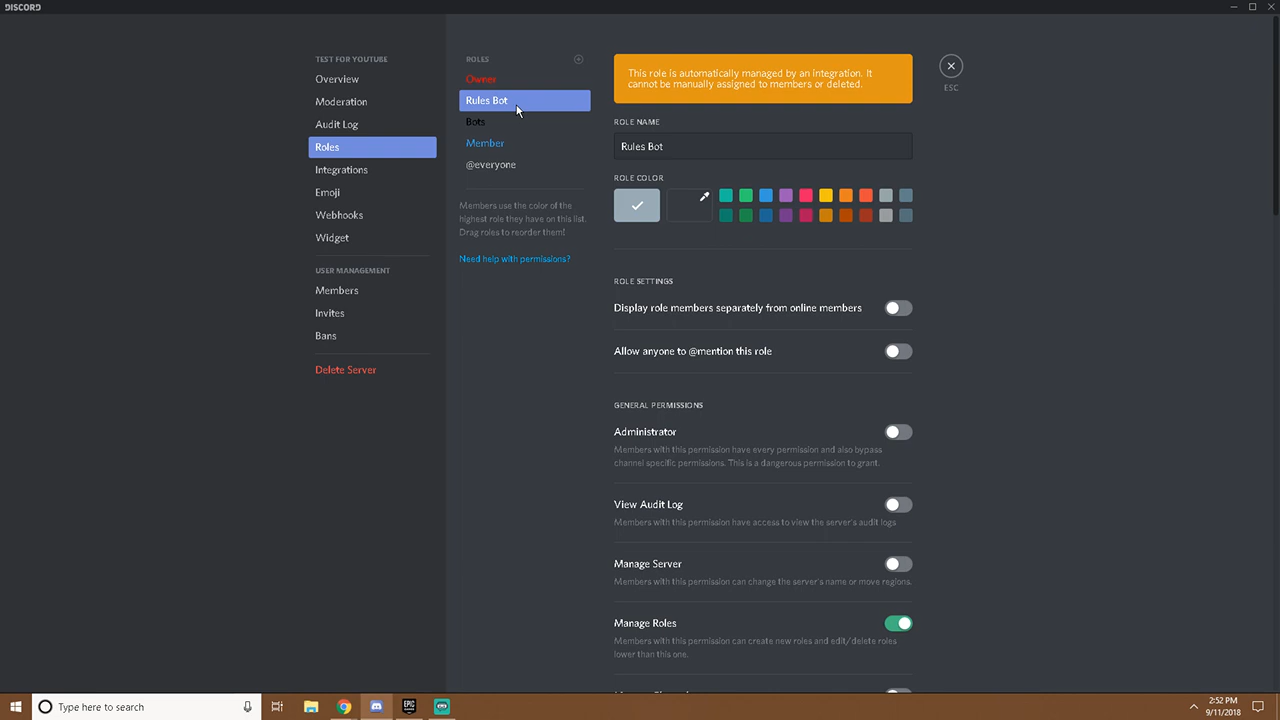 DISCORD
TEST FOR YOUTUBE
Overview
Moderation
Audit Log
Roles
Integrations
Emoji
Webhooks
Widget
USER MANAGEMENT
Members
Invites
Bans
Delete Server
ROLES
Owner
Rules Bot
Bots
Member
@everyone
Members use the color of the
highest role they have on this list.
Drag roles to reorder them!
Need help with permissions?
This role is automatically managed by an integration. It
cannot be manually assigned to members or deleted.
ESC
ROLE NAME
Rules Bot
ROLE COLOR
ROLE SETTINGS
Display role members separately from online members
Allow anyone to @mention this role
GENERAL PERMISSIONS
Administrator
Members with this permission have every permission and also bypass
channel specific permissions. This is a dangerous permission to grant.
View Audit Log
Members with this permission have access to view the server's audit logs
Manage Server
Members with this permission can change the server's name or move regions.
Manage Roles
Members with this permission can create new roles and edit/delete roles
lower than this one.
Type here to search
EPIC
2:52 PM
9/11/2018